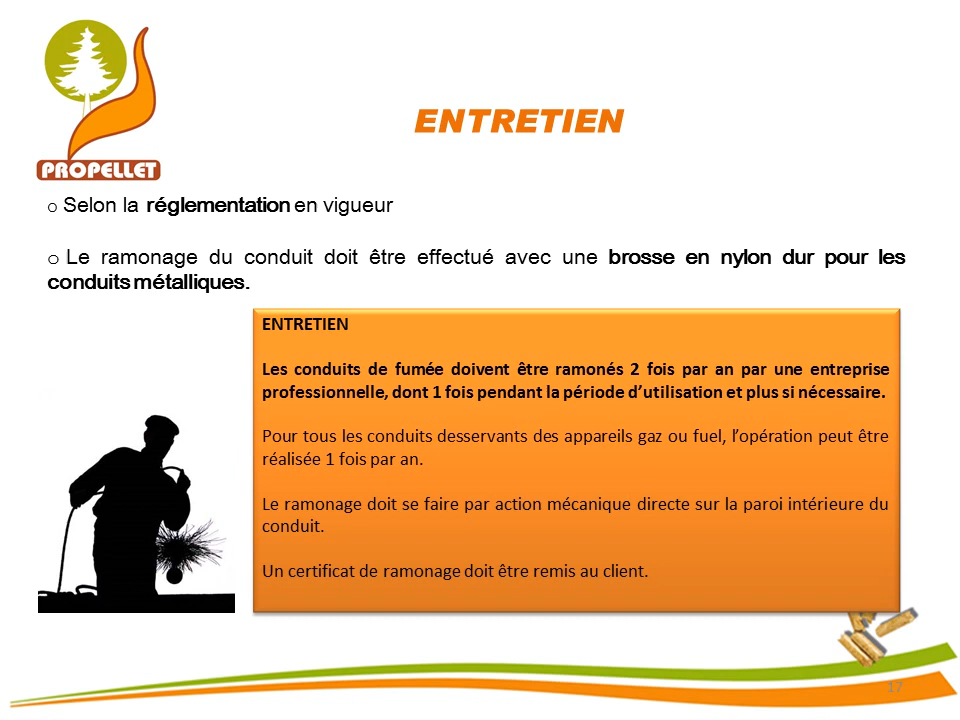 PROPELLET
ENTRETIEN
o Selon la réglementation en vigueur
o Le ramonage du conduit doit être effectué avec une brosse en nylon dur pour les
conduits métalliques.
ENTRETIEN
Les conduits de fumée doivent être ramonés 2 fois par an par une entreprise
professionnelle, dont 1 fois pendant la période d’utilisation et plus si nécessaire.
Pour tous les conduits desservants des appareils gaz ou fuel, l’opération peut être
réalisée 1 fois par an.
Le ramonage doit se faire par action mécanique directe sur la paroi intérieure du
conduit.
Un certificat de ramonage doit être remis au client.
17